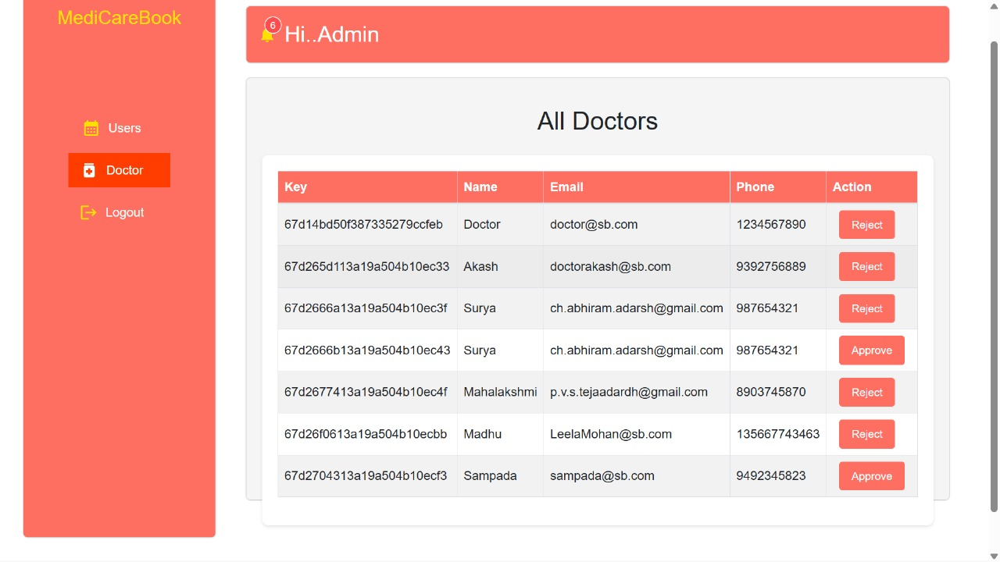 MediCareBook
6
Hi..Admin
Users
Doctor
Logout
All Doctors
Key Name Email Phone Action
67d14bd50f387335279ccfeb Doctor doctor@sb.com 1234567890 Reject
67d265d113a19a504b10ec33 Akash doctorakash@sb.com 9392756889 Reject
67d2666a13a19a504b10ec3f Surya ch.abhiram.adarsh@gmail.com 987654321 Reject
67d2666b13a19a504b10ec43 Surya ch.abhiram.adarsh@gmail.com 987654321 Approve
67d2677413a19a504b10ec4f Mahalakshmi p.v.s.tejaadardh@gmail.com 8903745870 Reject
67d26f0613a19a504b10ecbb Madhu LeelaMohan@sb.com 135667743463 Reject
67d2704313a19a504b10ecf3 Sampada sampada@sb.com 9492345823 Approve